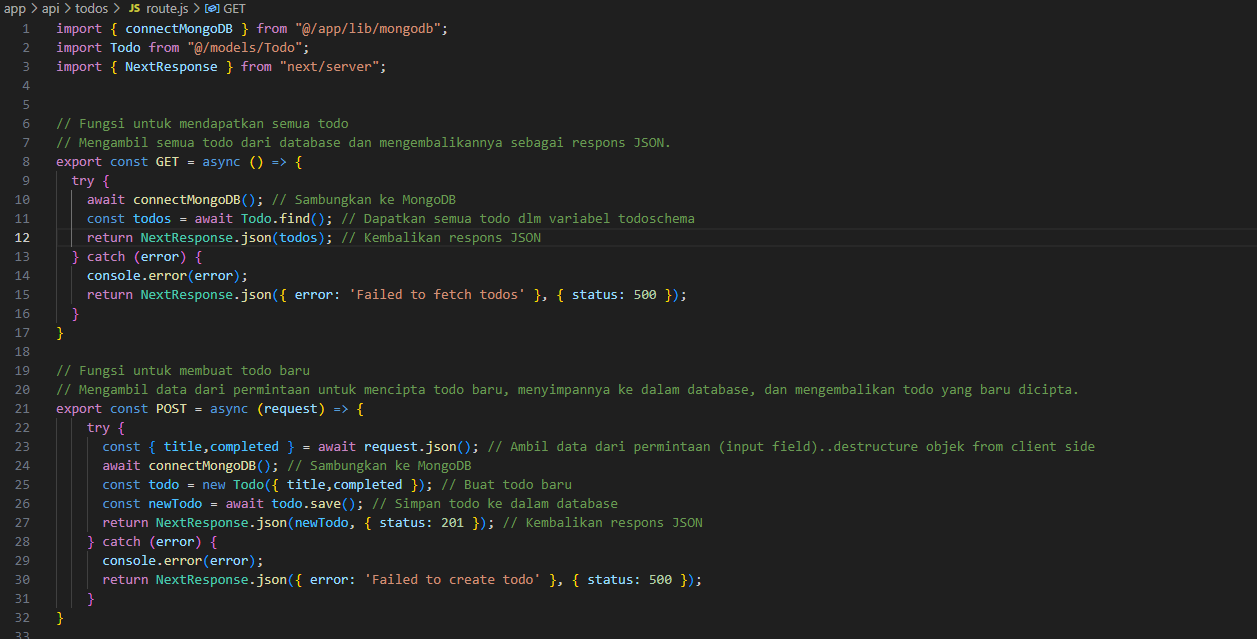 app > api > todos > JS route.js > GET
1 import { connectMongoDB } from "@/app/lib/mongodb";
2 import Todo from "@/models/Todo";
3 import { NextResponse } from "next/server";
4
5
6 // Fungsi untuk mendapatkan semua todo
7 // Mengambil semua todo dari database dan mengembalikannya sebagai respons JSON.
8 export const GET = async () => {
9 try {
10 await connectMongoDB(); // Sambungkan ke MongoDB
11 const todos = await Todo.find(); // Dapatkan semua todo dlm variabel todoschema
12 return NextResponse.json(todos); // Kembalikan respons JSON
13 } catch (error) {
14 console.error(error);
15 return NextResponse.json({ error: 'Failed to fetch todos' }, { status: 500 });
16 }
17 }
18
19 // Fungsi untuk membuat todo baru
20 // Mengambil data dari permintaan untuk mencipta todo baru, menyimpannya ke dalam database, dan mengembalikan todo yang baru dicipta.
21 export const POST = async (request) => {
22 try {
23 const { title,completed } = await request.json(); // Ambil data dari permintaan (input field)..destructure objek from client side
24 await connectMongoDB(); // Sambungkan ke MongoDB
25 const todo = new Todo({ title,completed }); // Buat todo baru
26 const newTodo = await todo.save(); // Simpan todo ke dalam database
27 return NextResponse.json(newTodo, { status: 201 }); // Kembalikan respons JSON
28 } catch (error) {
29 console.error(error);
30 return NextResponse.json({ error: 'Failed to create todo' }, { status: 500 });
31 }
32 }
33